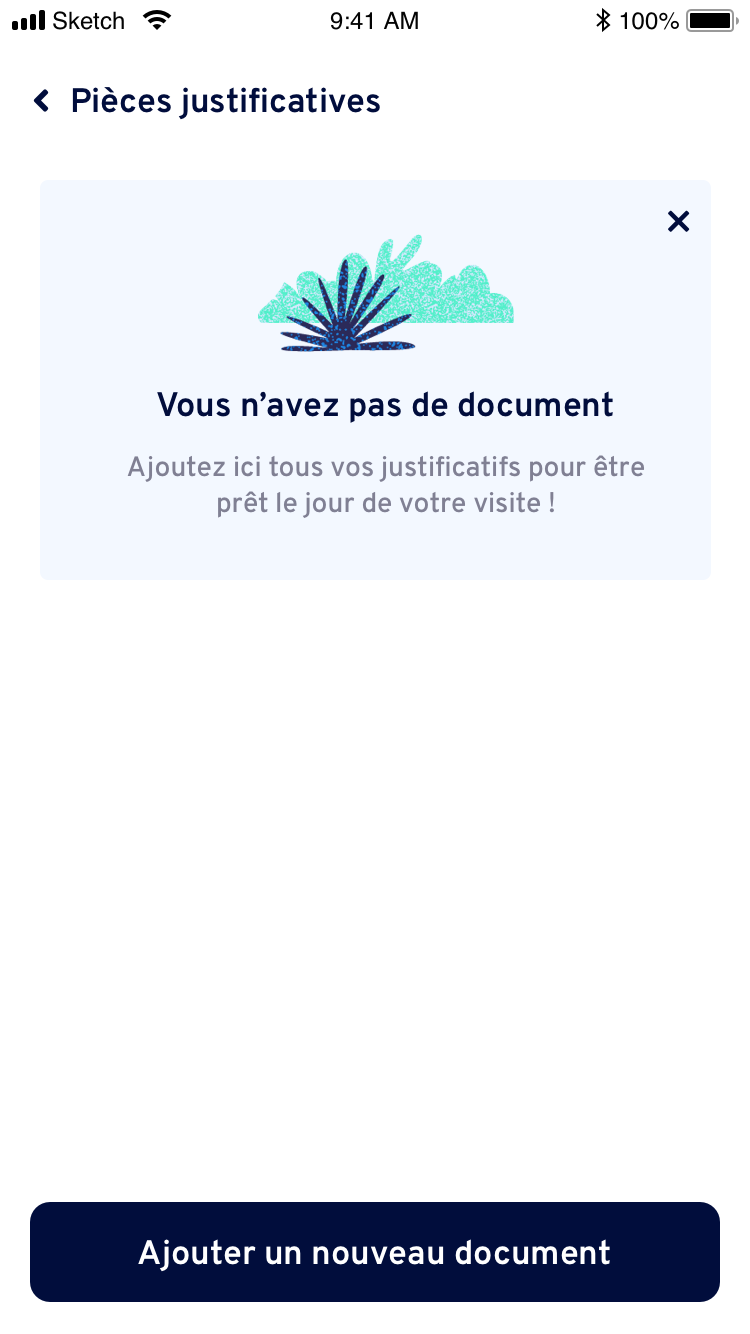 Sketch 9:41 AM 100%
Pièces justificatives
Vous n’avez pas de document
Ajoutez ici tous vos justificatifs pour être
prêt le jour de votre visite !
Ajouter un nouveau document